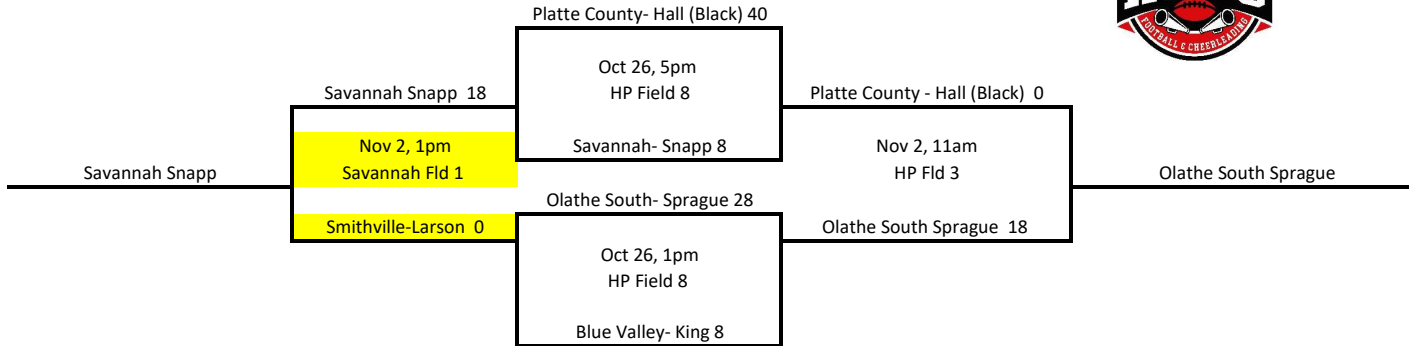 Platte County- Hall (Black) 40
FOOTBALL & CHEERLEADING
Oct 26, 5pm
HP Field 8
Savannah Snapp 18
Platte County - Hall (Black) 0
Nov 2, 1pm
Savannah Fld 1
Savannah- Snapp 8
Nov 2, 11am
HP Fld 3
Savannah Snapp
Olathe South Sprague
Olathe South- Sprague 28
Smithville-Larson 0
Olathe South Sprague 18
Oct 26, 1pm
HP Field 8
Blue Valley- King 8